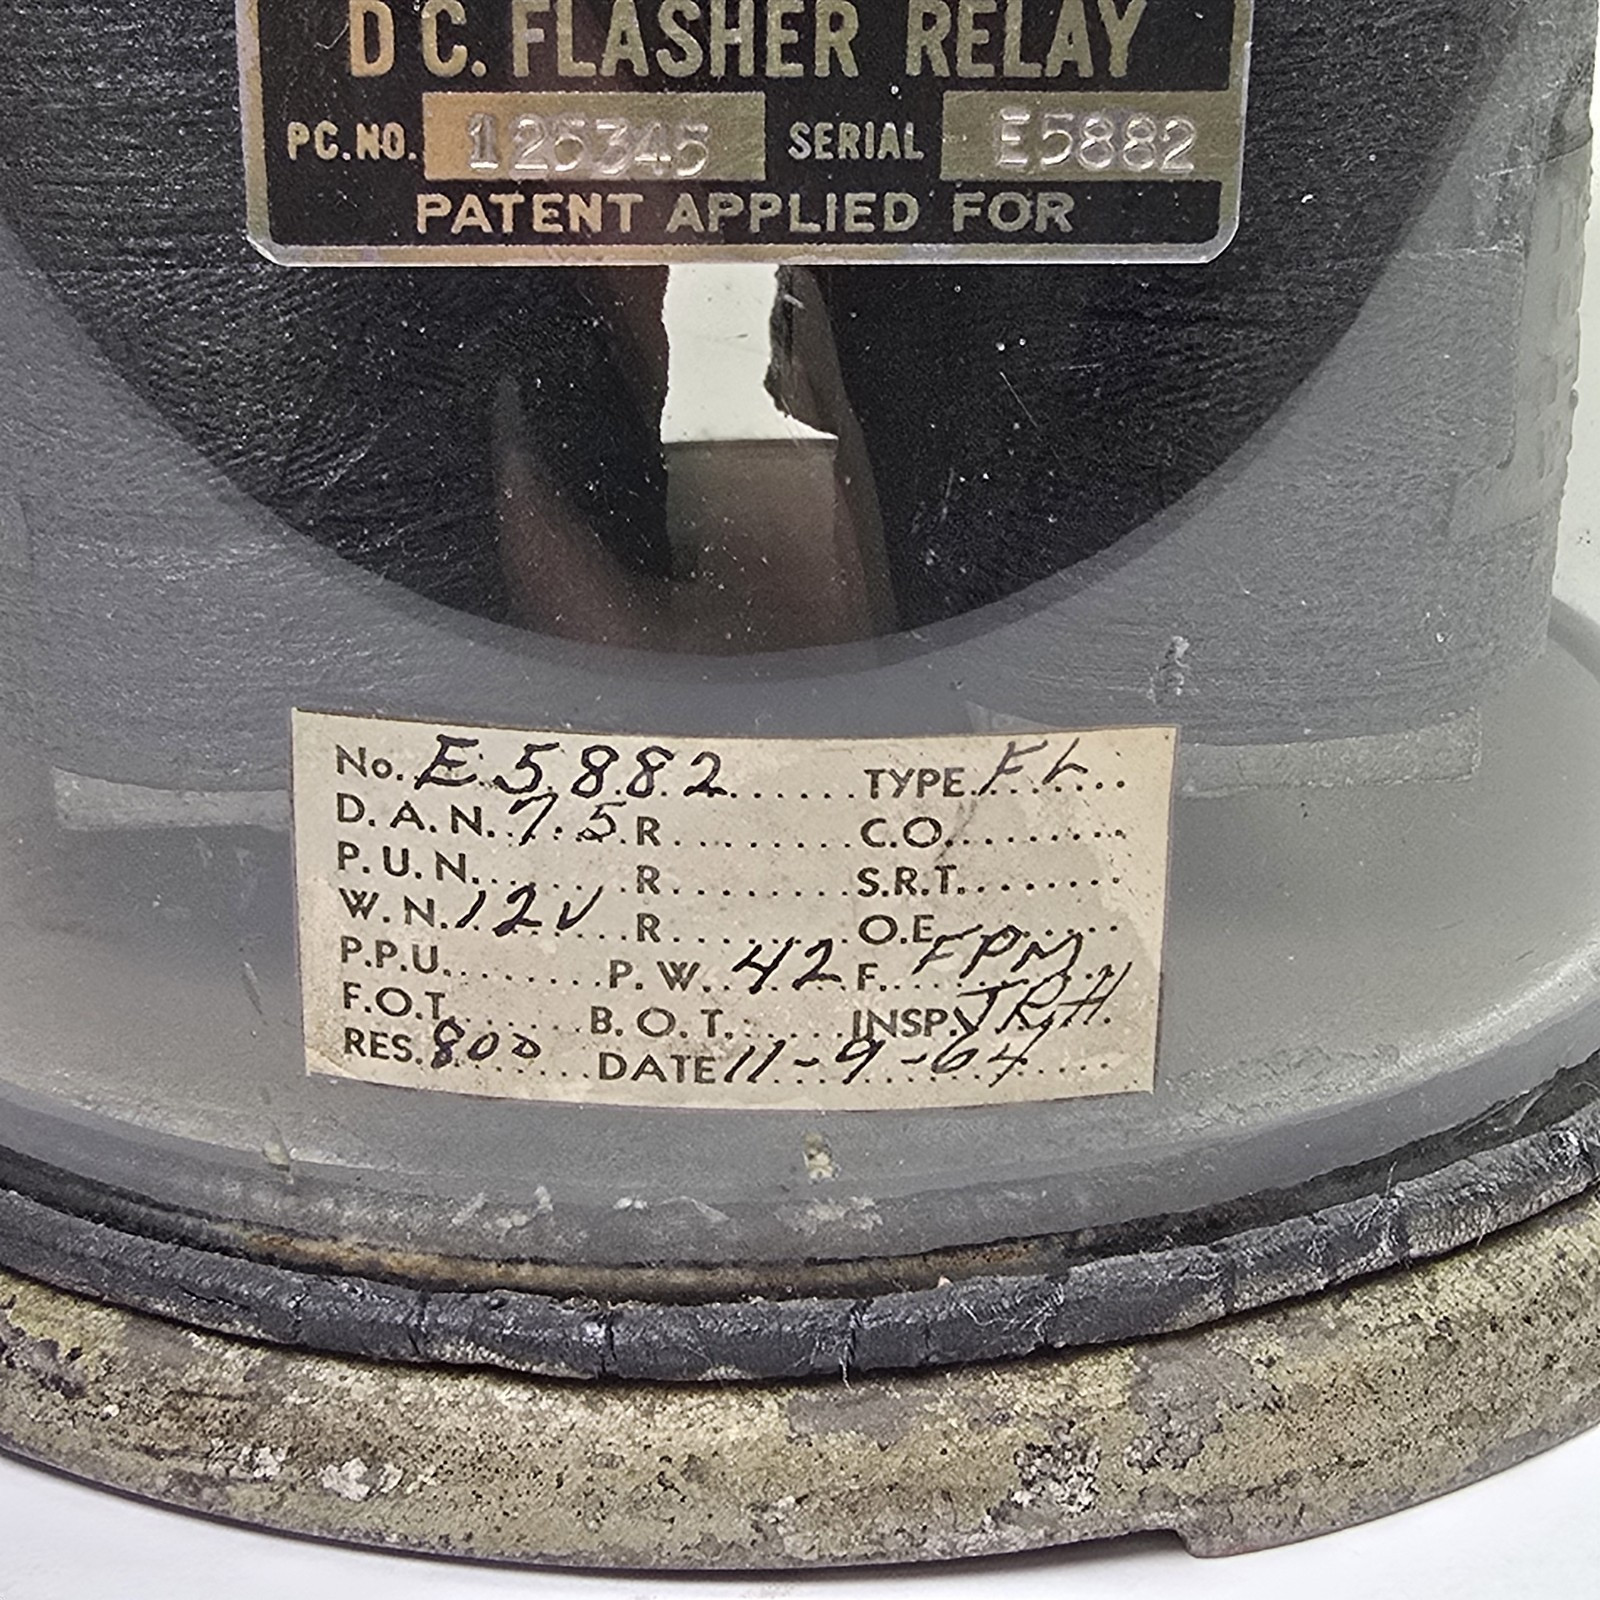 D C. FLASHER RELAY
PC.NO. 125345 SERIAL E5882
PATENT APPLIED FOR
No. E 5882 TYPE FL
D.A.N. 7.5 R C.O.
P.U.N. R S.R.T.
W.N. 12V R O.E.
P.P.U. P.W. 42 F. FPM
F.O.T. B.O.T. INSP. JRH
RES. 800 DATE 11-9-64